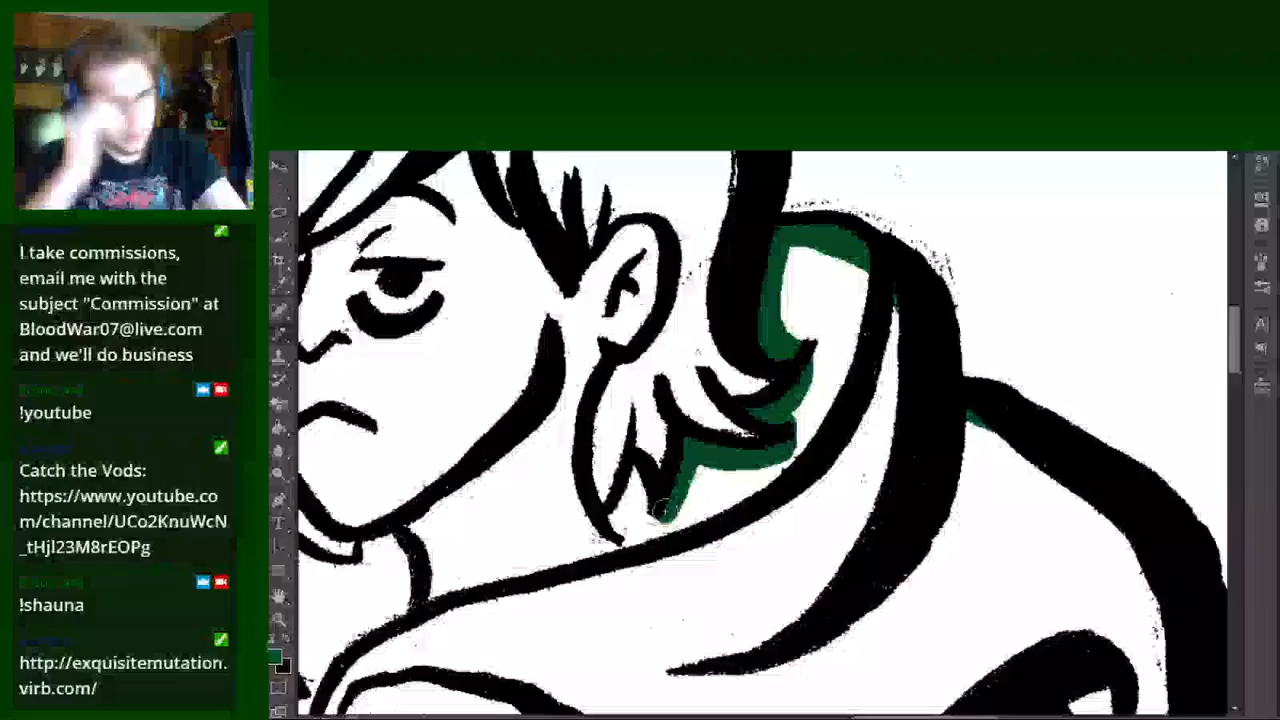 I take commissions,
email me with the
subject "Commission" at
BloodWar07@live.com
and we'll do business
!youtube
Catch the Vods:
https://www.youtube.co
m/channel/UCo2KnuWcN
_tHjl23M8rEOPg
!shauna
http://exquisitemutation.
virb.com/